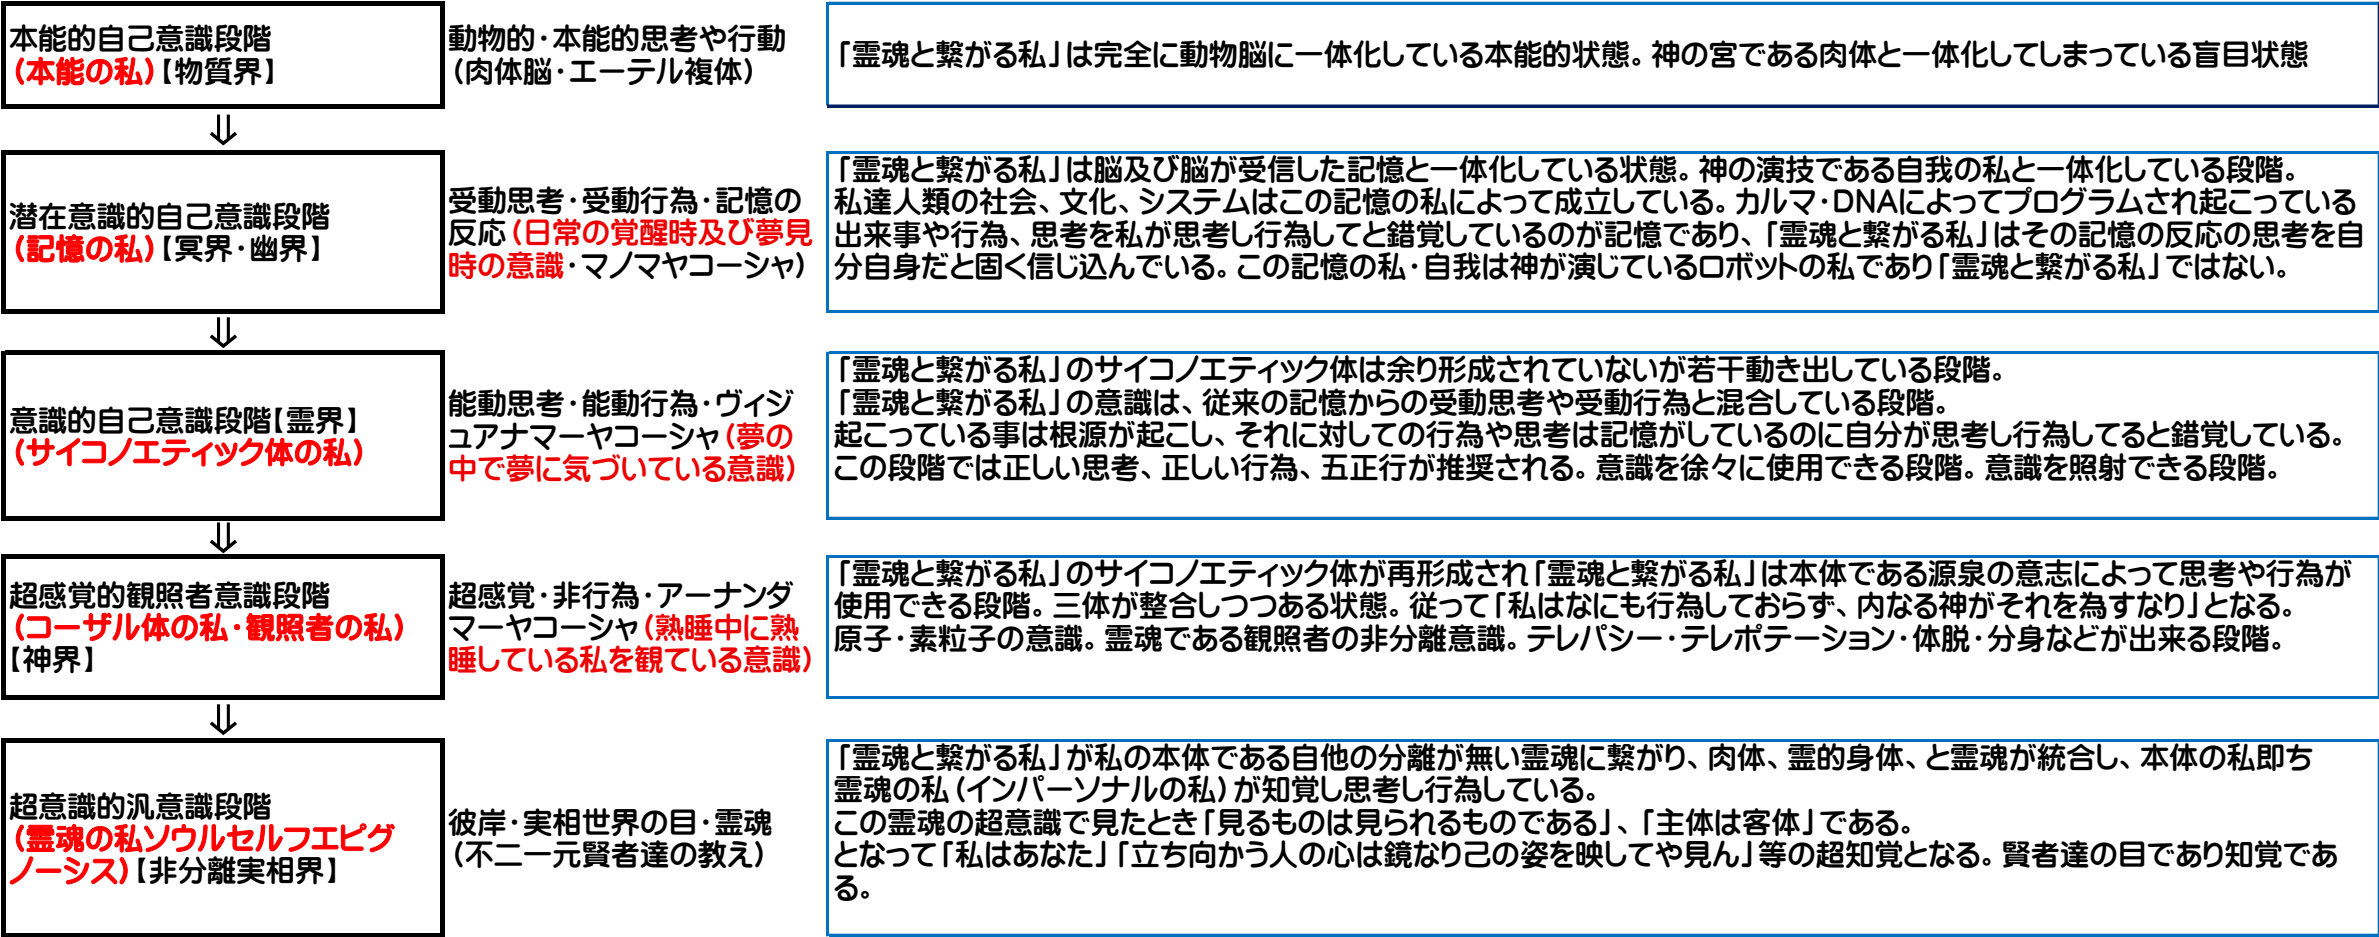 本能的自己意識段階
（本能の私）【物質界】
動物的・本能的思考や行動
（肉体脳・エーテル複体）
「霊魂と繋がる私」は完全に動物脳に一体化している本能的状態。神の宮である肉体と一体化してしまっている盲目状態
⇓
潜在意識的自己意識段階
（記憶の私）【冥界・幽界】
受動思考・受動行為・記憶の
反応（日常の覚醒時及び夢見
時の意識・マノマヤコーシャ）
「霊魂と繋がる私」は脳及び脳が受信した記憶と一体化している状態。神の演技である自我の私と一体化している段階。
私達人類の社会、文化、システムはこの記憶の私によって成立している。カルマ・DNAによってプログラムされ起こっている
出来事や行為、思考を私が思考し行為してと錯覚しているのが記憶であり、「霊魂と繋がる私」はその記憶の反応の思考を自
分自身だと固く信じ込んでいる。この記憶の私・自我は神が演じているロボットの私であり「霊魂と繋がる私」ではない。
⇓
意識的自己意識段階【霊界】
（サイコノエティック体の私）
能動思考・能動行為・ヴィジ
ュアナマーヤコーシャ（夢の
中で夢に気づいている意識）
「霊魂と繋がる私」のサイコノエティック体は余り形成されていないが若干動き出している段階。
「霊魂と繋がる私」の意識は、従来の記憶からの受動思考や受動行為と混合している段階。
起こっている事は根源が起こし、それに対しての行為や思考は記憶がしているのに自分が思考し行為してると錯覚している。
この段階では正しい思考、正しい行為、五正行が推奨される。意識を徐々に使用できる段階。意識を照射できる段階。
⇓
超感覚的観照者意識段階
（コーザル体の私・観照者の私）
【神界】
超感覚・非行為・アーナンダ
マーヤコーシャ（熟睡中に熟
睡している私を観ている意識）
「霊魂と繋がる私」のサイコノエティック体が再形成され「霊魂と繋がる私」は本体である源泉の意志によって思考や行為が
使用できる段階。三体が整合しつつある状態。従って「私はなにも行為しておらず、内なる神がそれを為すなり」となる。
原子・素粒子の意識。霊魂である観照者の非分離意識。テレパシー・テレポテーション・体脱・分身などが出来る段階。
⇓
超意識的汎意識段階
（霊魂の私ソウルセルフエピグ
ノーシス）【非分離実相界】
彼岸・実相世界の目・霊魂
（不二一元賢者達の教え）
「霊魂と繋がる私」が私の本体である自他の分離が無い霊魂に繋がり、肉体、霊的身体、と霊魂が統合し、本体の私即ち
霊魂の私（インパーソナルの私）が知覚し思考し行為している。
この霊魂の超意識で見たとき「見るものは見られるものである」、「主体は客体」である。
となって「私はあなた」「立ち向かう人の心は鏡なり己の姿を映してや見ん」等の超知覚となる。賢者達の目であり知覚であ
る。